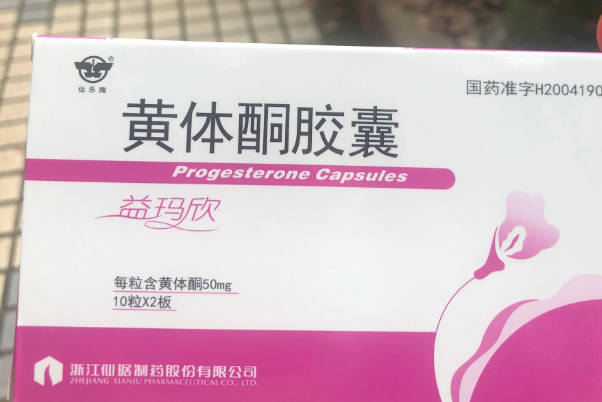 仙乐牌
国药准字H2004190
黄体酮胶囊
Progesterone Capsules
益玛欣
每粒含黄体酮50mg
10粒X2板
浙江仙琚制药股份有限公司
ZHEJIANG XIANJU PHARMACEUTICAL CO., LTD.